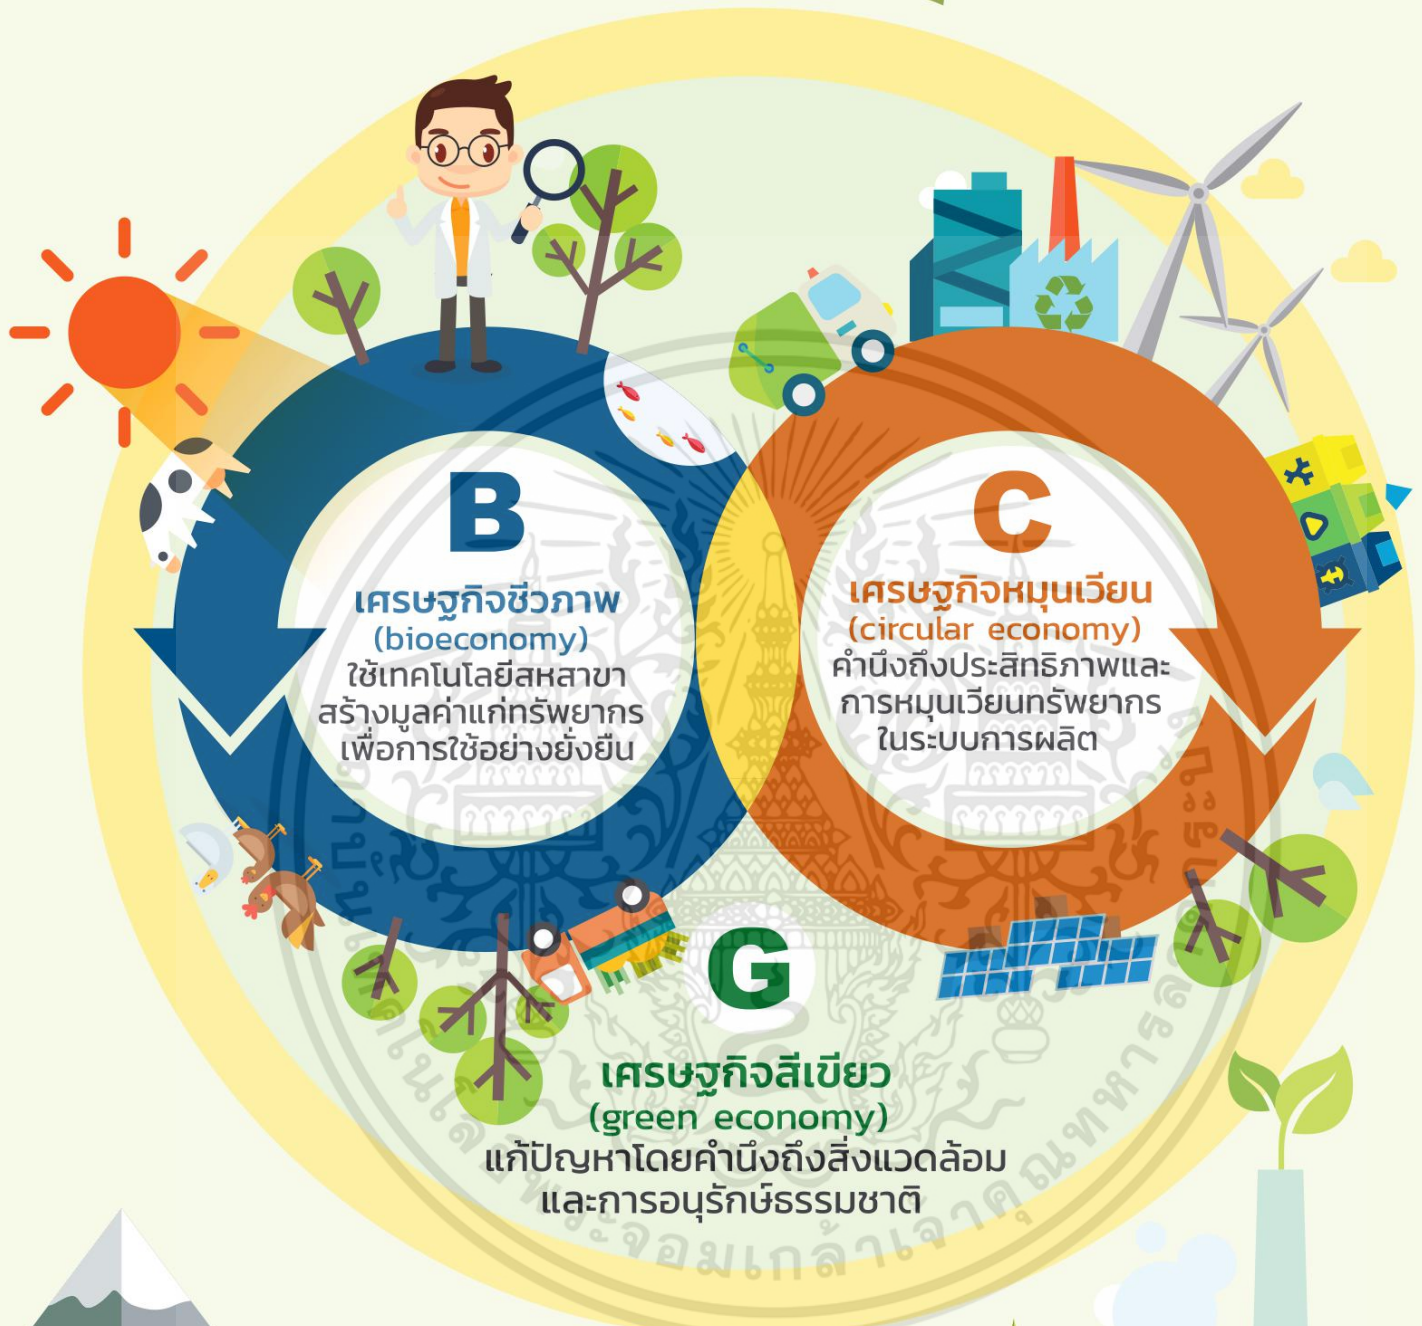 B
เศรษฐกิจชีวภาพ
(bioeconomy)
ใช้เทคโนโลยีสหสาขา
สร้างมูลค่าแก่ทรัพยากร
เพื่อการใช้อย่างยั่งยืน
C
เศรษฐกิจหมุนเวียน
(circular economy)
คำนึงถึงประสิทธิภาพและ
การหมุนเวียนทรัพยากร
ในระบบการผลิต
G
เศรษฐกิจสีเขียว
(green economy)
แก้ปัญหาโดยคำนึงถึงสิ่งแวดล้อม
และการอนุรักษ์ธรรมชาติ